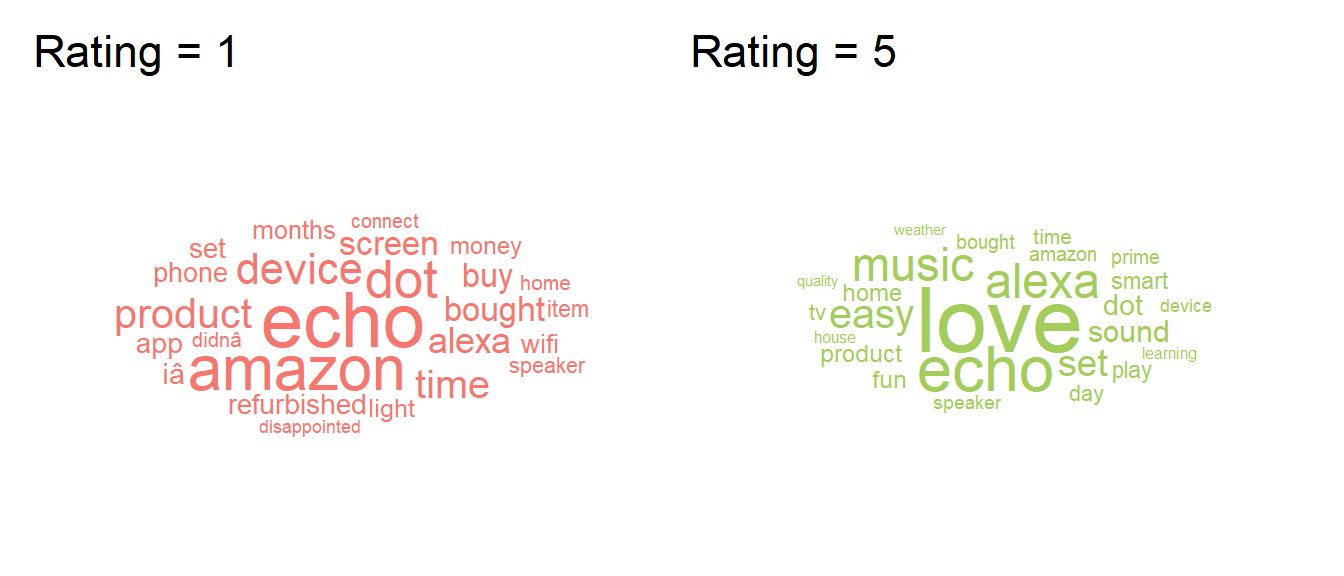 Rating = 1
connect
months
set
screen
money
phone
device
dot
buy
home
product
echo
bought
item
app
didnâ
alexa
wifi
iâ
amazon
time
speaker
refurbished
light
disappointed
Rating = 5
weather
bought
time
amazon
prime
music
quality
home
alexa
smart
tv
easy
love
dot
device
house
sound
product
echo
set
learning
fun
play
speaker
day